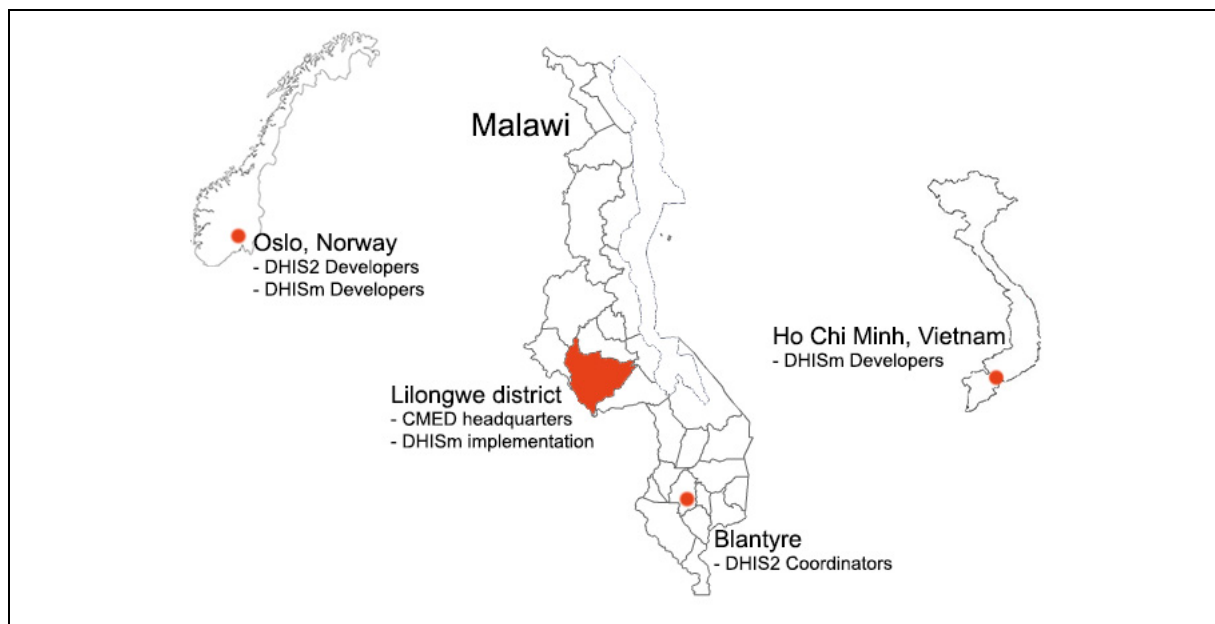 Malawi
Oslo, Norway
- DHIS2 Developers
- DHISm Developers
Ho Chi Minh, Vietnam
- DHISm Developers
Lilongwe district
- CMED headquarters
- DHISm implementation
Blantyre
- DHIS2 Coordinators